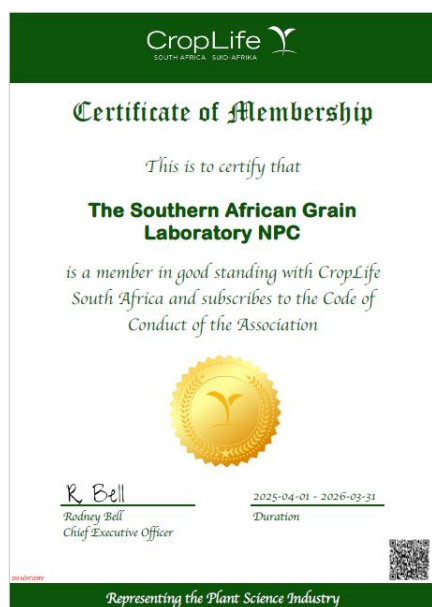 CropLife
SOUTH AFRICA SUID-AFRIKA
Certificate of Membership
This is to certify that
The Southern African Grain
Laboratory NPC
is a member in good standing with CropLife
South Africa and subscribes to the Code of
Conduct of the Association
R. Bell
2025-04-01 - 2026-03-31
Rodney Bell
Duration
Chief Executive Officer
Representing the Plant Science Industry